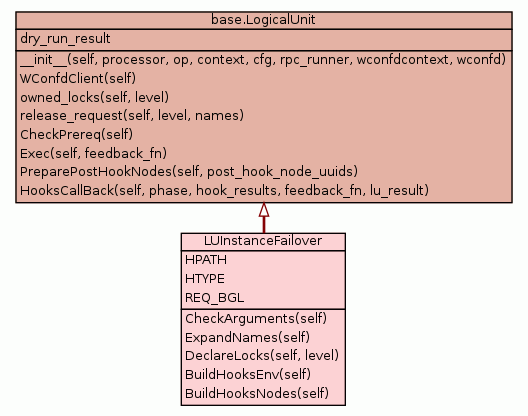 base.LogicalUnit
dry_run_result
__init__(self, processor, op, context, cfg, rpc_runner, wconfdcontext, wconfd)
WConfdClient(self)
owned_locks(self, level)
release_request(self, level, names)
CheckPrereq(self)
Exec(self, feedback_fn)
PreparePostHookNodes(self, post_hook_node_uuids)
HooksCallBack(self, phase, hook_results, feedback_fn, lu_result)
LUInstanceFailover
HPATH
HTYPE
REQ_BGL
CheckArguments(self)
ExpandNames(self)
DeclareLocks(self, level)
BuildHooksEnv(self)
BuildHooksNodes(self)